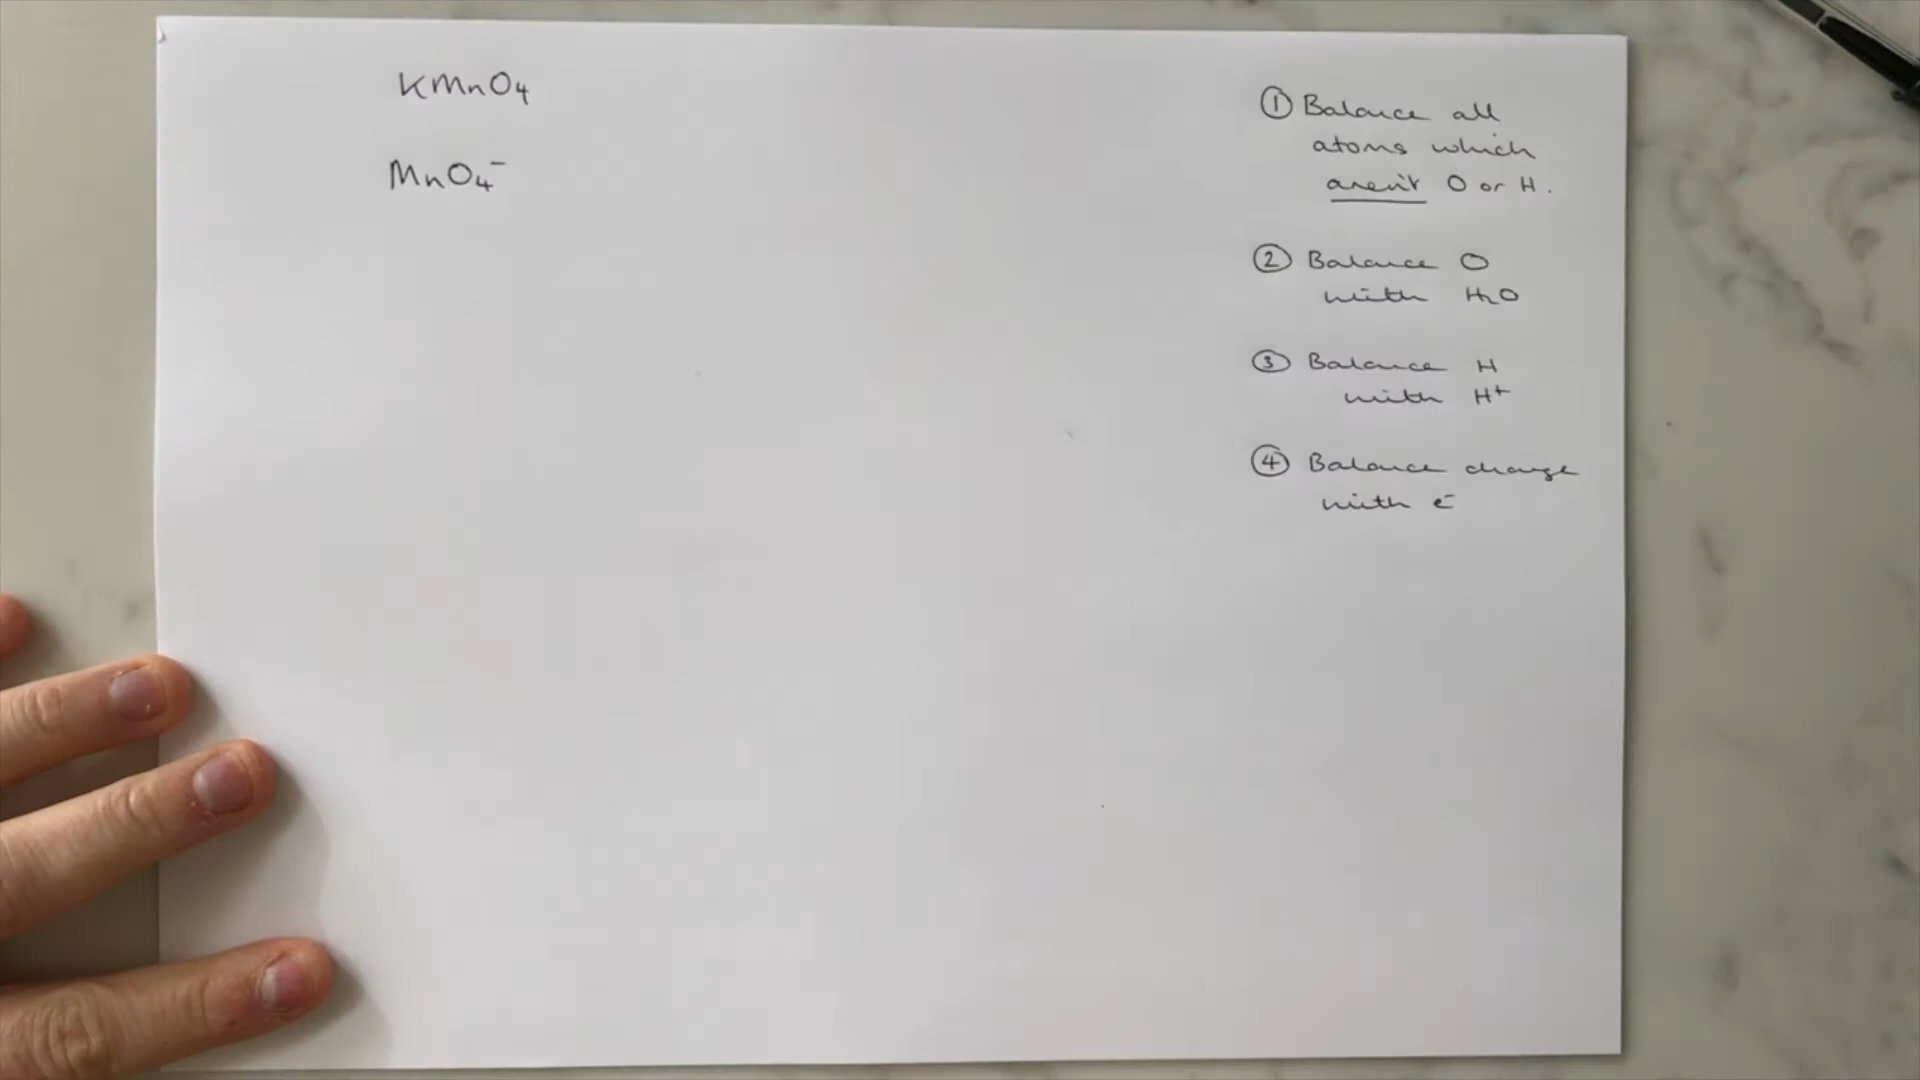 KMnO₄
MnO₄⁻
① Balance all
atoms which
aren't O or H.
② Balance O
with H₂O
③ Balance H
with H⁺
④ Balance charge
with e⁻